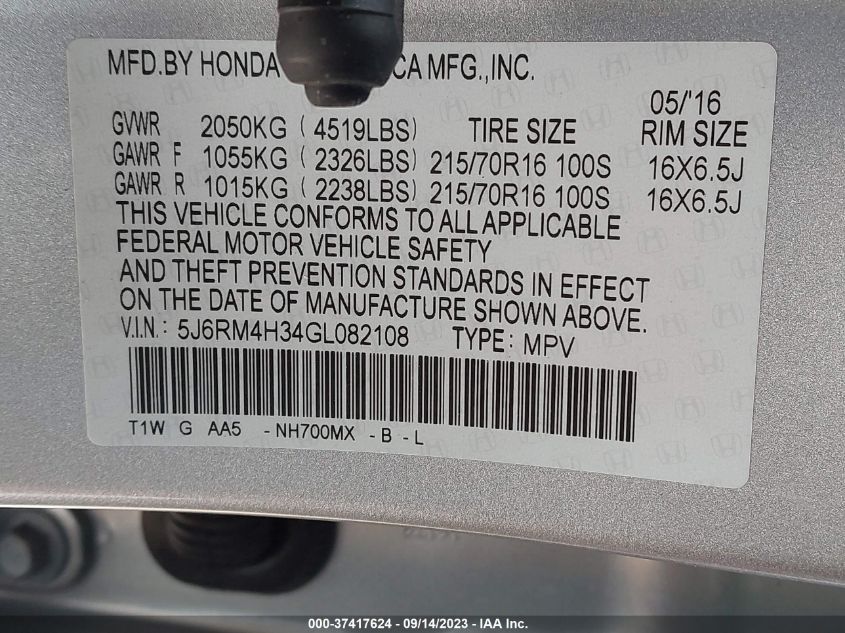 MFD.BY HONDA CA MFG.,INC.
05/'16
GVWR 2050KG ( 4519LBS) TIRE SIZE RIM SIZE
GAWR F 1055KG ( 2326LBS) 215/70R16 100S 16X6.5J
GAWR R 1015KG ( 2238LBS) 215/70R16 100S 16X6.5J
THIS VEHICLE CONFORMS TO ALL APPLICABLE
FEDERAL MOTOR VEHICLE SAFETY
AND THEFT PREVENTION STANDARDS IN EFFECT
ON THE DATE OF MANUFACTURE SHOWN ABOVE.
V.I.N.: 5J6RM4H34GL082108 TYPE: MPV
T1W G AA5 -NH700MX -B -L
000-37417624 - 09/14/2023 - IAA Inc.